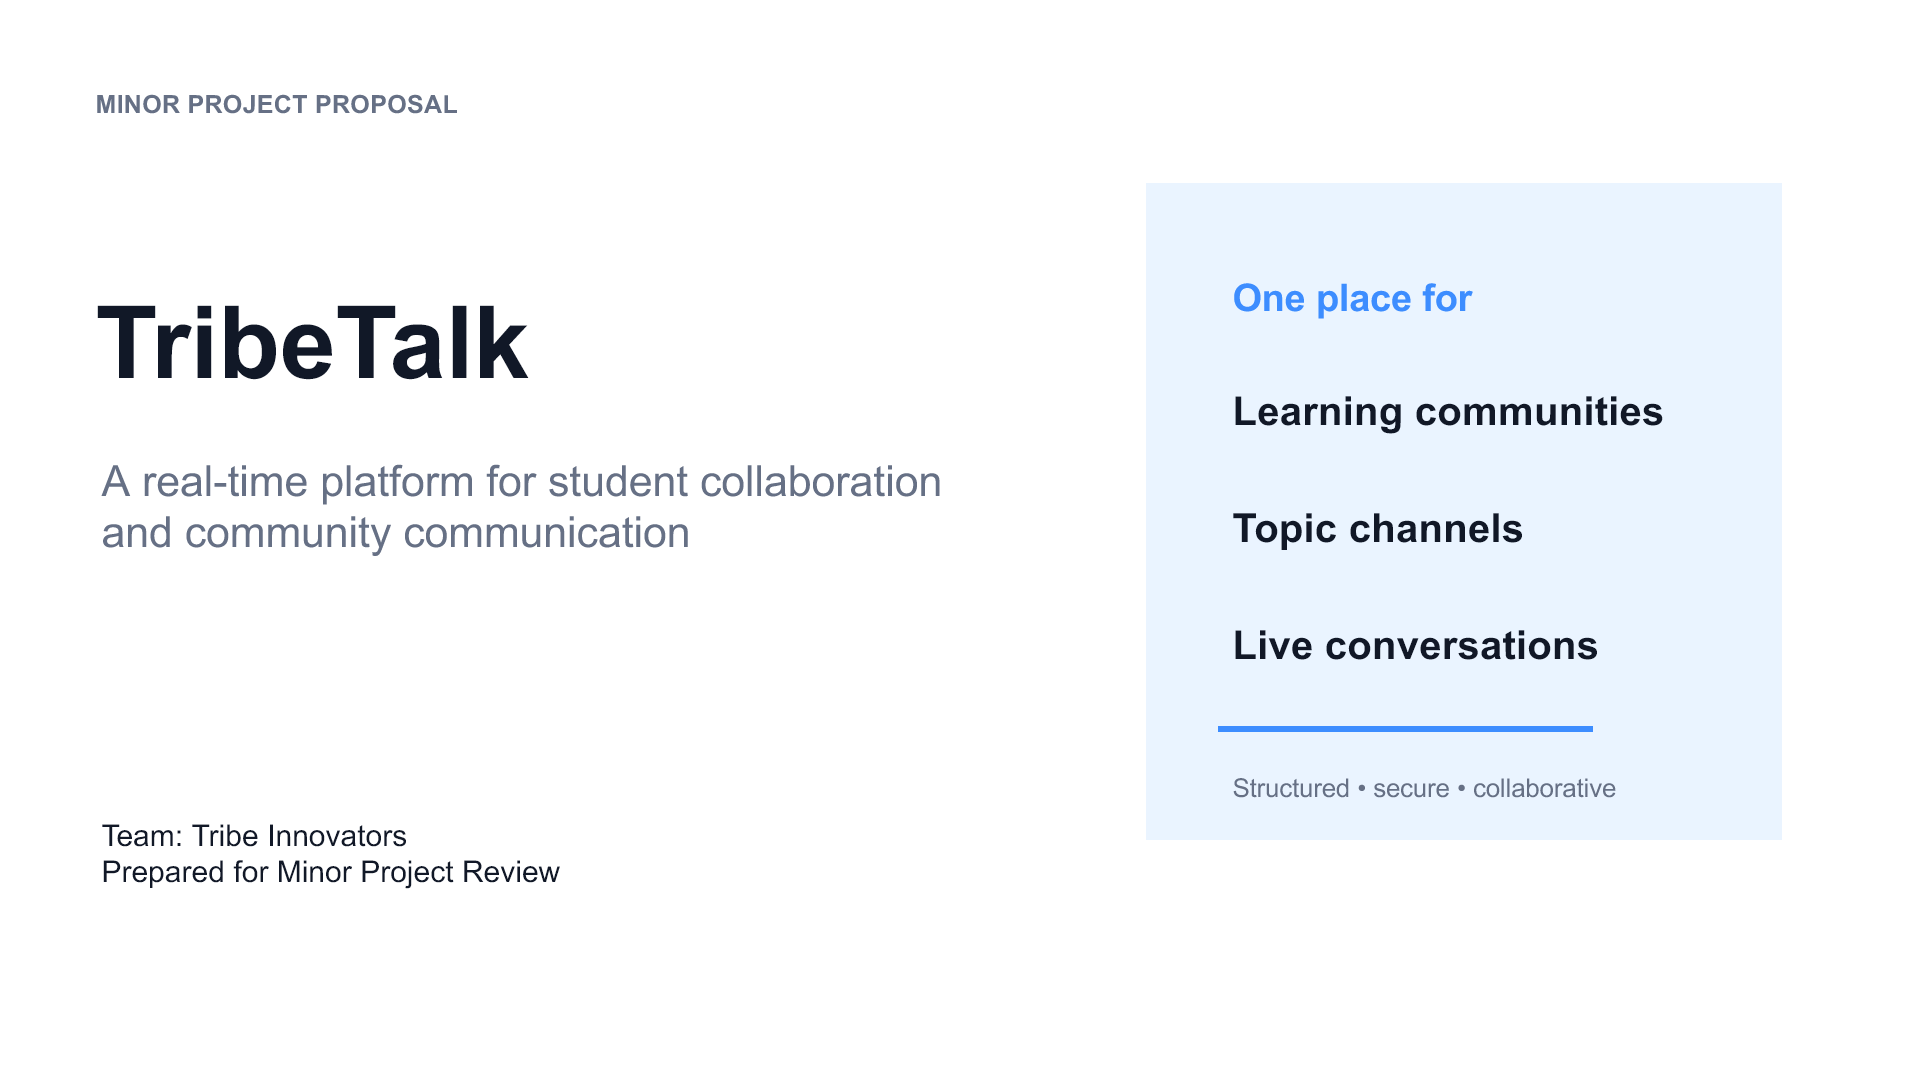 MINOR PROJECT PROPOSAL
TribeTalk
A real-time platform for student collaboration
and community communication
Team: Tribe Innovators
Prepared for Minor Project Review
One place for
Learning communities
Topic channels
Live conversations
Structured • secure • collaborative